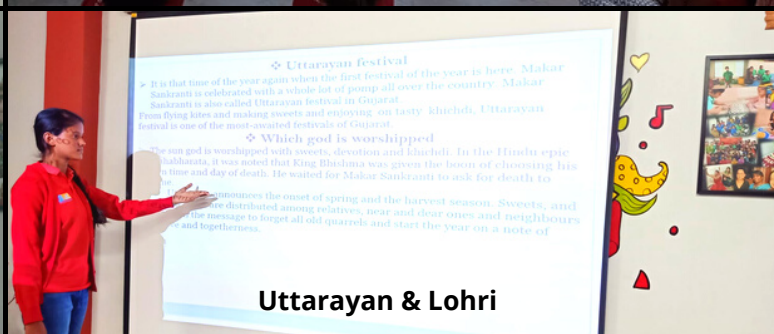 ❖ Uttarayan festival
➤ It is that time of the year again when the first festival of the year is here. Makar
Sankranti is celebrated with a whole lot of pomp all over the country. Makar
Sankranti is also called Uttarayan festival in Gujarat.
From flying kites and making sweets and enjoying on tasty khichdi, Uttarayan
festival is one of the most-awaited festivals of Gujarat.
❖ Which god is worshipped
The sun god is worshipped with sweets, devotion and khichdi. In the Hindu epic
it was noted that King Bhishma was given the boon of choosing his
time and day of death. He waited for Makar Sankranti to ask for death to
announces the onset of spring and the harvest season. Sweets, and
are distributed among relatives, near and dear ones and neighbours
the message to forget all old quarrels and start the year on a note of
and togetherness.
Uttarayan & Lohri